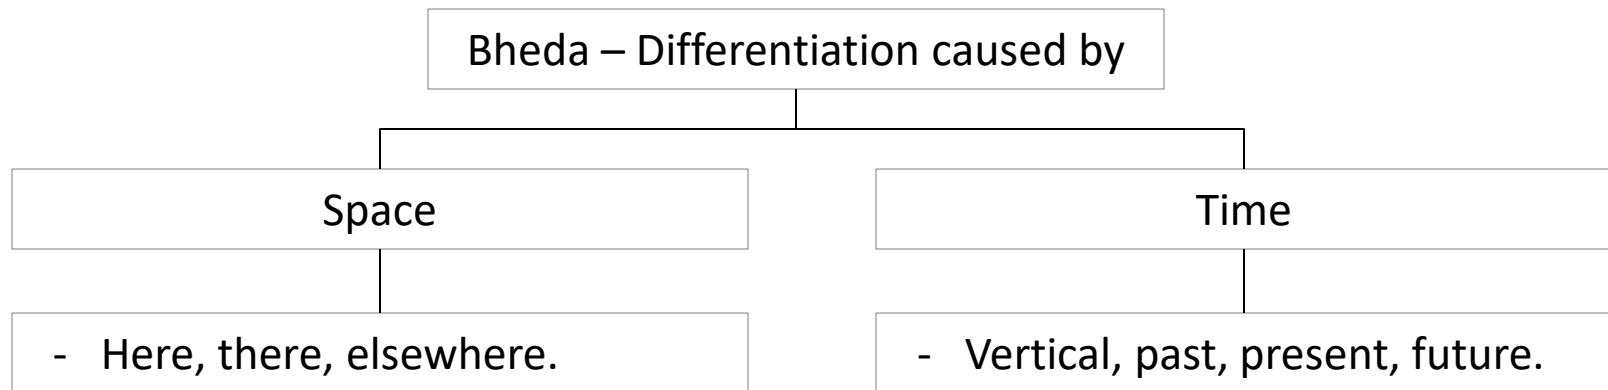 Bheda – Differentiation caused by
Space
Time
- Here, there, elsewhere.
- Vertical, past, present, future.